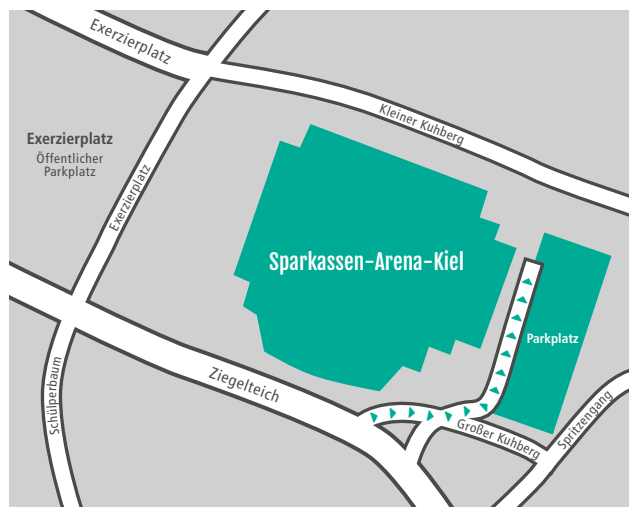 Exerzierplatz
Kleiner Kuhberg
Exerzierplatz
Öffentlicher
Parkplatz
Exerzierplatz
Sparkassen-Arena-Kiel
Parkplatz
Ziegelteich
Schülperbaum
Großer Kuhberg
Spritzengang